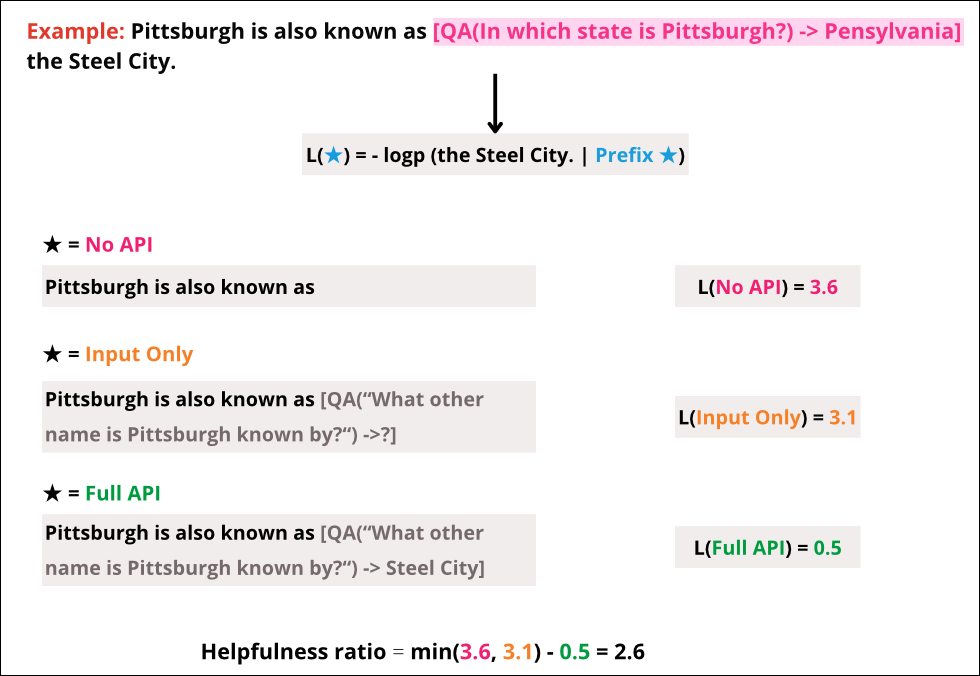 Example: Pittsburgh is also known as [QA(In which state is Pittsburgh?) -> Pensylvania]
the Steel City.
L(★) = - logp (the Steel City. | Prefix ★)
★ = No API
Pittsburgh is also known as
L(No API) = 3.6
★ = Input Only
Pittsburgh is also known as [QA(“What other
name is Pittsburgh known by?“) ->?]
L(Input Only) = 3.1
★ = Full API
Pittsburgh is also known as [QA(“What other
name is Pittsburgh known by?“) -> Steel City]
L(Full API) = 0.5
Helpfulness ratio = min(3.6, 3.1) - 0.5 = 2.6